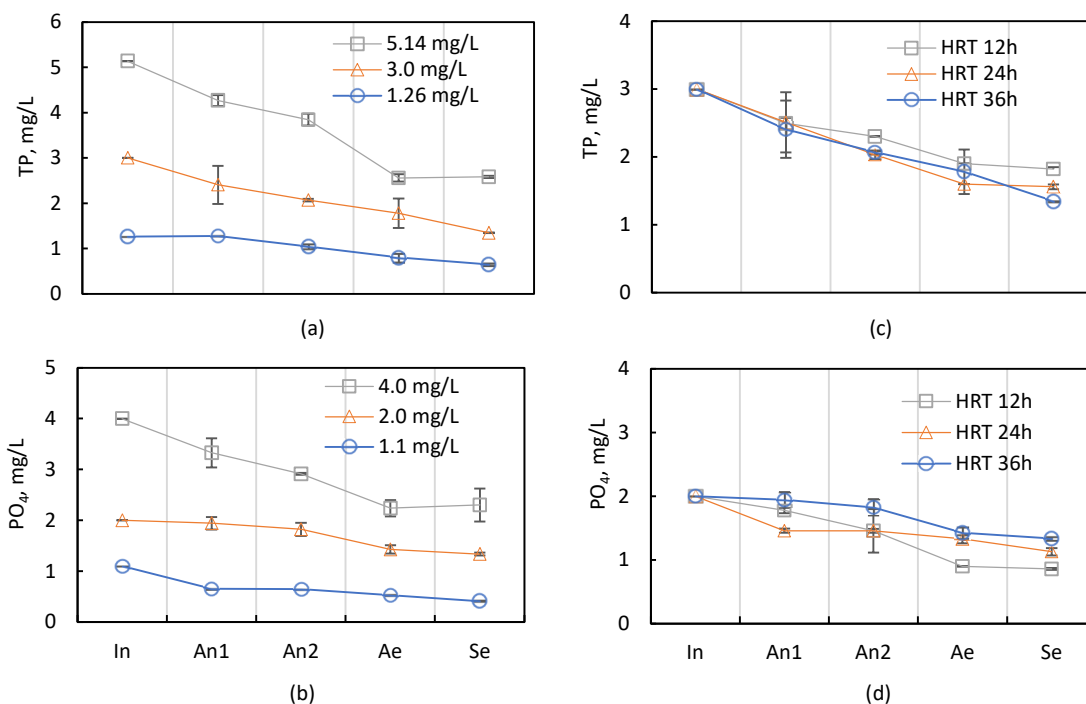 TP, mg/L
6
5
4
3
2
1
0
5.14 mg/L
3.0 mg/L
1.26 mg/L
(a)
TP, mg/L
4
3
2
1
0
HRT 12h
HRT 24h
HRT 36h
(c)
PO₄, mg/L
5
4
3
2
1
0
4.0 mg/L
2.0 mg/L
1.1 mg/L
In An1 An2 Ae Se
(b)
PO₄, mg/L
4
3
2
1
0
HRT 12h
HRT 24h
HRT 36h
In An1 An2 Ae Se
(d)